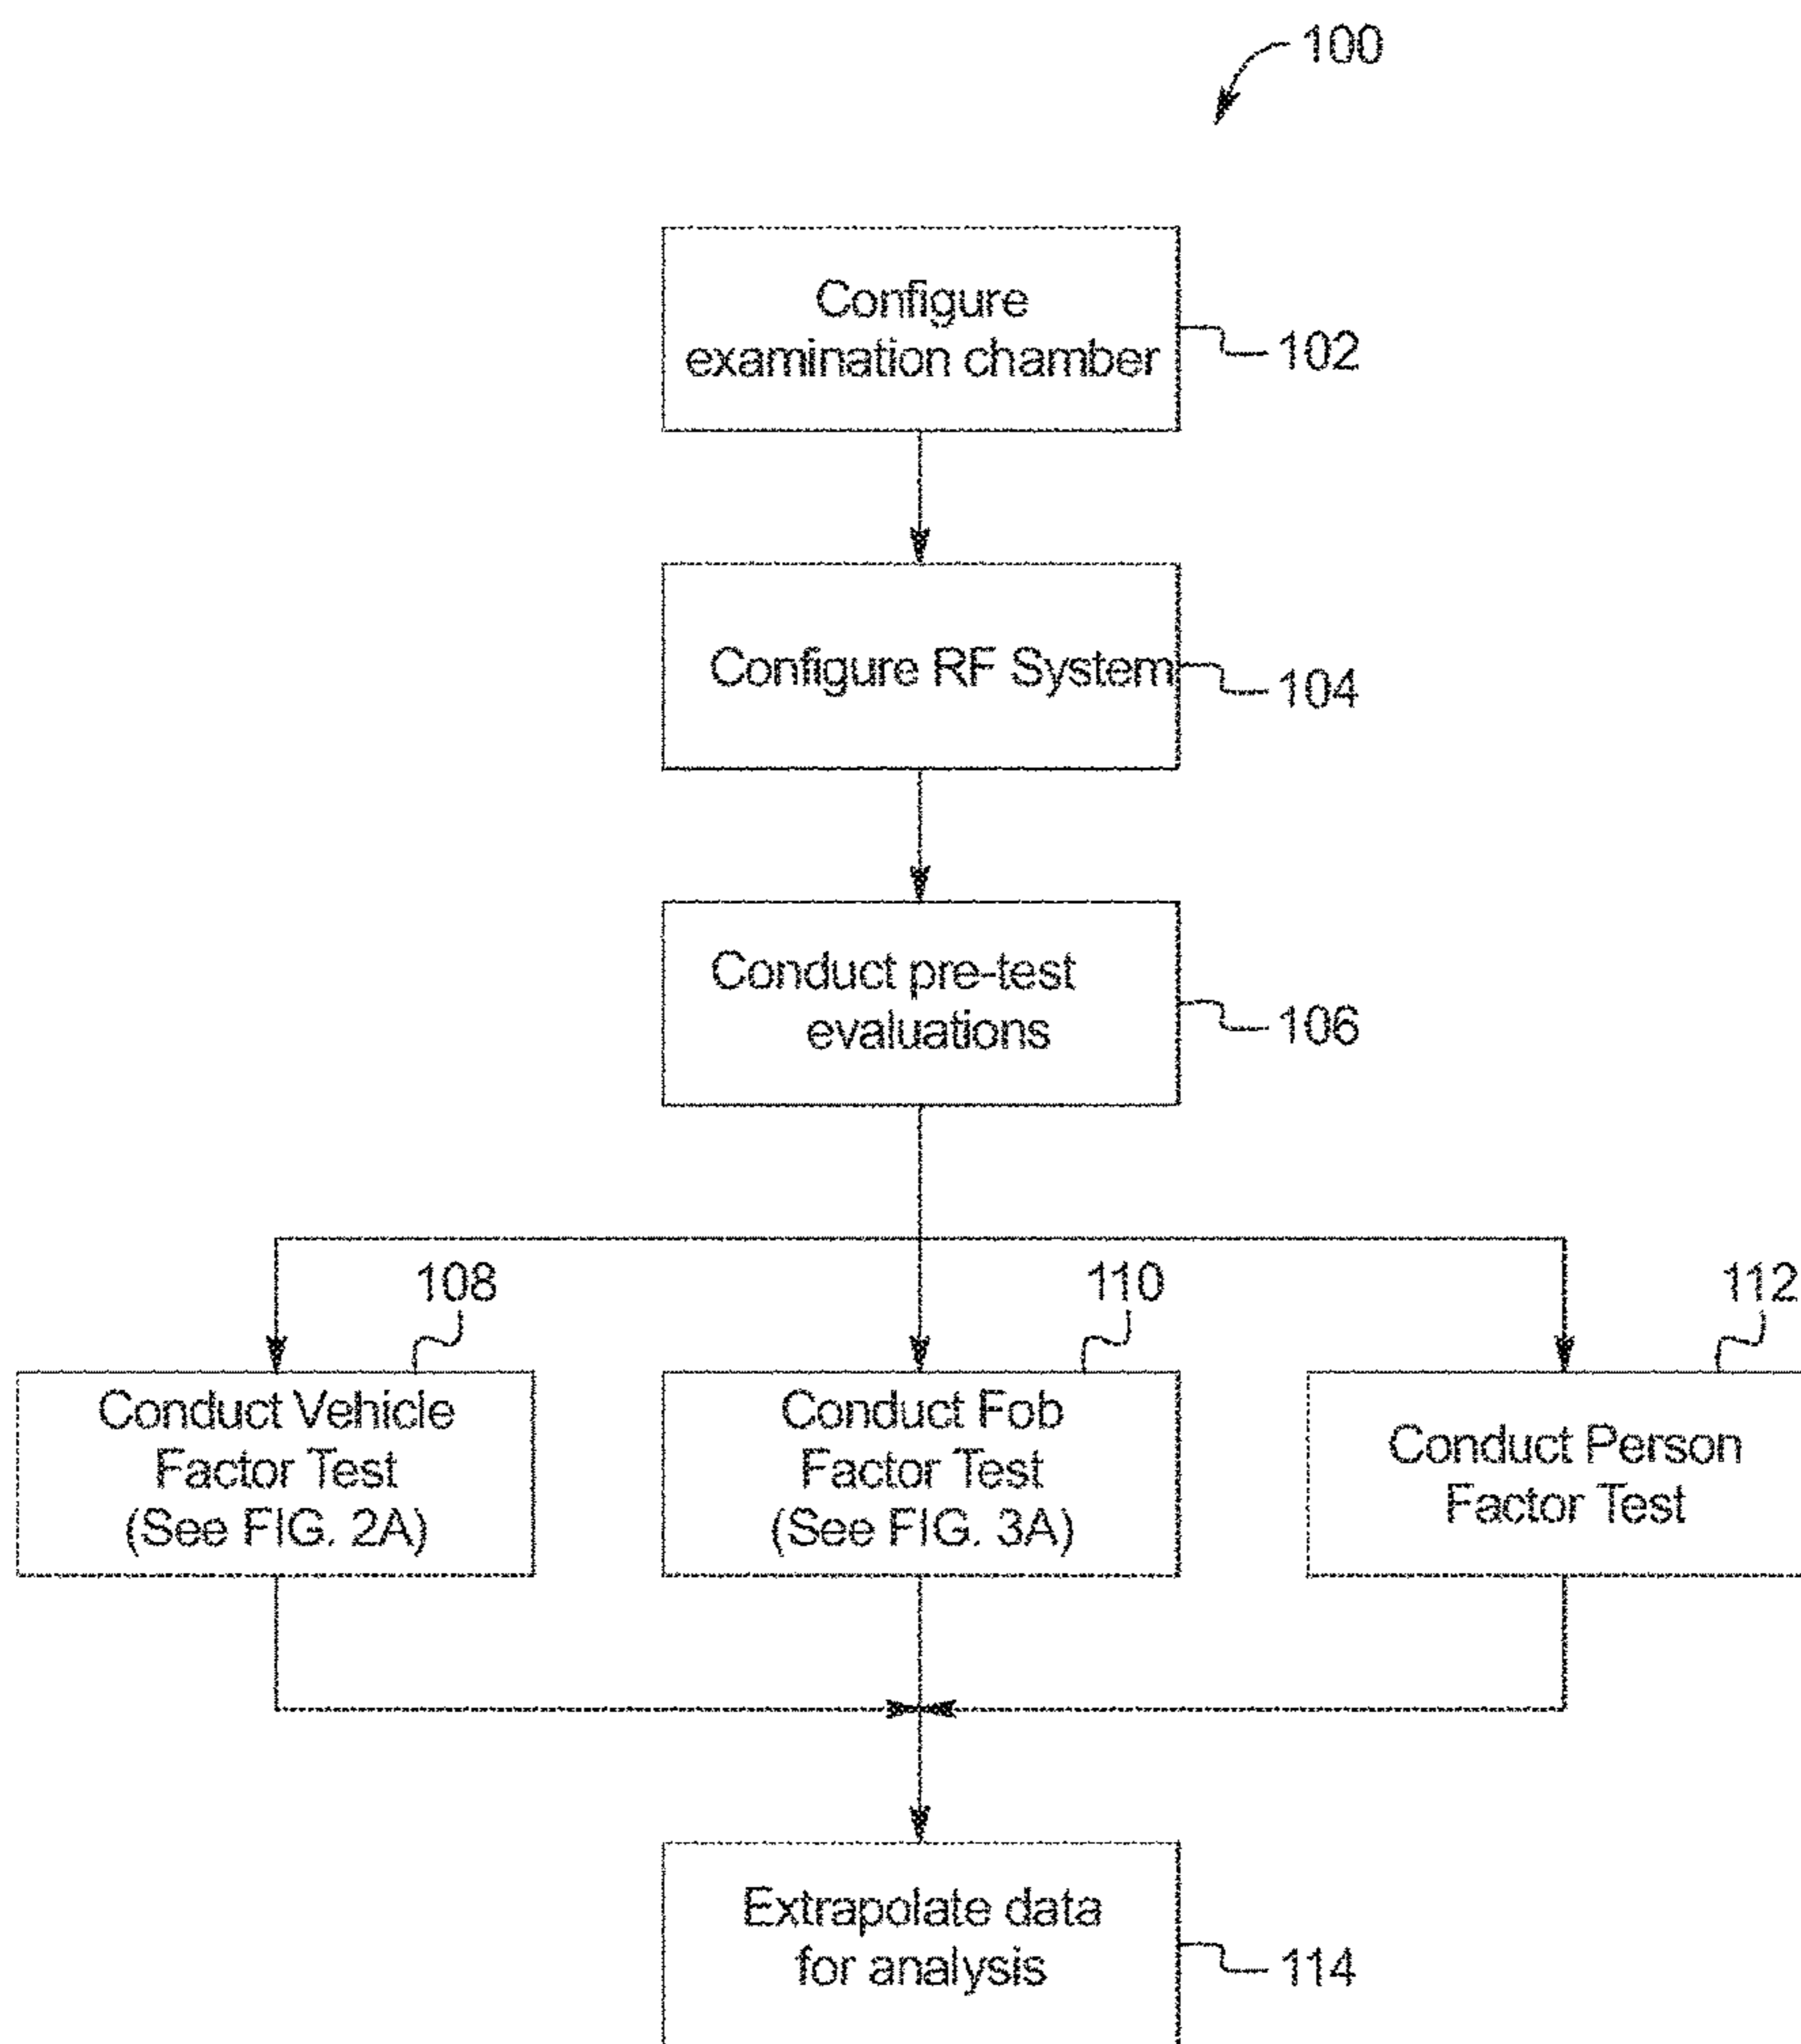 100
Configure
examination chamber
102
Configure RF System
104
Conduct pre-test
evaluations
106
108
110
112
Conduct Vehicle
Factor Test
(See FIG. 2A)
Conduct Fob
Factor Test
(See FIG. 3A)
Conduct Person
Factor Test
Extrapolate data
for analysis
114